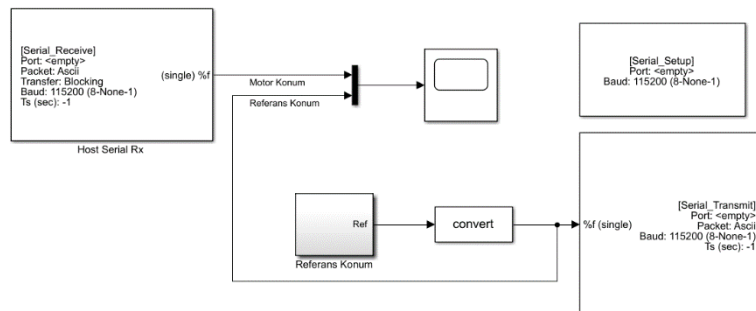 [Serial_Receive]
Port: <empty>
Packet: Ascii
Transfer: Blocking
Baud: 115200 (8-None-1)
Ts (sec): -1
(single) %f
Host Serial Rx
Motor Konum
Referans Konum
[Serial_Setup]
Port: <empty>
Baud: 115200 (8-None-1)
Ref
Referans Konum
convert
%f (single)
[Serial_Transmit]
Port: <empty>
Packet: Ascii
Baud: 115200 (8-None-1)
Ts (sec): -1